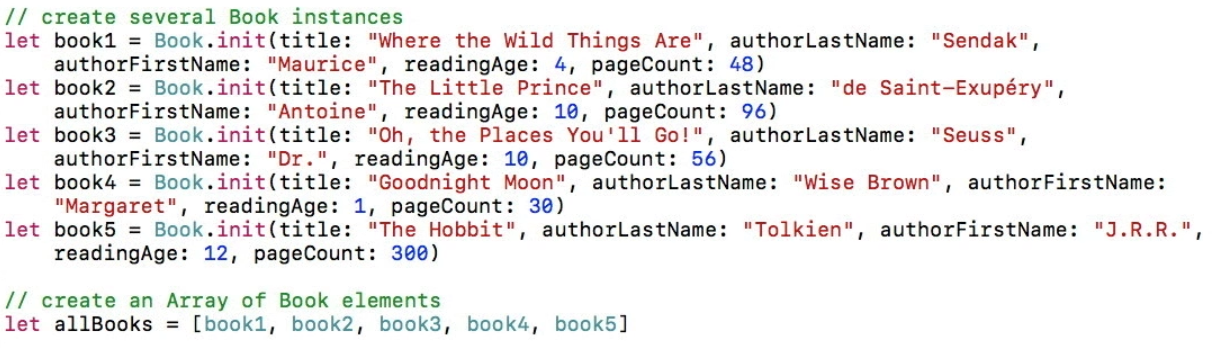 // create several Book instances
let book1 = Book.init(title: "Where the Wild Things Are", authorLastName: "Sendak",
    authorFirstName: "Maurice", readingAge: 4, pageCount: 48)
let book2 = Book.init(title: "The Little Prince", authorLastName: "de Saint-Exupéry",
    authorFirstName: "Antoine", readingAge: 10, pageCount: 96)
let book3 = Book.init(title: "Oh, the Places You'll Go!", authorLastName: "Seuss",
    authorFirstName: "Dr.", readingAge: 10, pageCount: 56)
let book4 = Book.init(title: "Goodnight Moon", authorLastName: "Wise Brown", authorFirstName:
    "Margaret", readingAge: 1, pageCount: 30)
let book5 = Book.init(title: "The Hobbit", authorLastName: "Tolkien", authorFirstName: "J.R.R.",
    readingAge: 12, pageCount: 300)

// create an Array of Book elements
let allBooks = [book1, book2, book3, book4, book5]